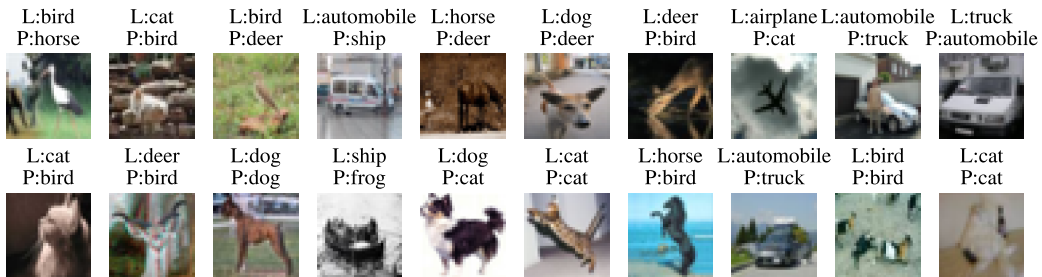 L:bird L:cat L:bird L:automobile L:horse L:dog L:deer L:airplane L:automobile L:truck
P:horse P:bird P:deer P:ship P:deer P:deer P:bird P:cat P:truck P:automobile
L:cat L:deer L:dog L:ship L:dog L:cat L:horse L:automobile L:bird L:cat
P:bird P:bird P:dog P:frog P:cat P:cat P:bird P:truck P:bird P:cat